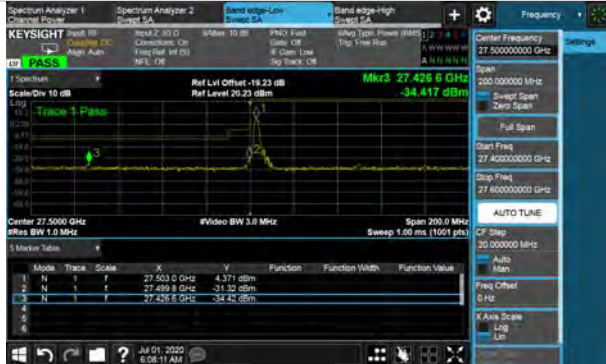 Spectrum Analyzer 1
Channel Power
Spectrum Analyzer 2
Swept SA
Band edge-Low
Swept SA
Band edge-High
Swept SA
Frequency
KEYSIGHT Input: RF
Coupling: DC
Align: Auto
Input Z: 50 Ω
Corrections: On
Freq Ref: Int (S)
NFE: Off
#Atten: 10 dB
PNO: Fast
Gate: Off
IF Gain: Low
Sig Track: Off
#Avg Type: Power (RMS)
Trig: Free Run
PASS
1 Spectrum
Scale/Div 10 dB
Ref Lvl Offset -19.23 dB
Ref Level 20.23 dBm
Mkr3 27.426 6 GHz
-34.417 dBm
Log
Trace 1 Pass
Center 27.5000 GHz
#Video BW 3.0 MHz
Span 200.0 MHz
#Res BW 1.0 MHz
Sweep 1.00 ms (1001 pts)
5 Marker Table
Mode Trace Scale X Y Function Function Width Function Value
1 N 1 f 27.503 0 GHz 4.371 dBm
2 N 1 f 27.499 8 GHz -31.32 dBm
3 N 1 f 27.426 6 GHz -34.42 dBm
4
5
6
Center Frequency
27.500000000 GHz
Settings
Span
200.000000 MHz
Swept Span
Zero Span
Full Span
Start Freq
27.400000000 GHz
Stop Freq
27.600000000 GHz
AUTO TUNE
CF Step
20.000000 MHz
Auto
Man
Freq Offset
0 Hz
X Axis Scale
Log
Lin
Jul 01, 2020
6:08:11 AM